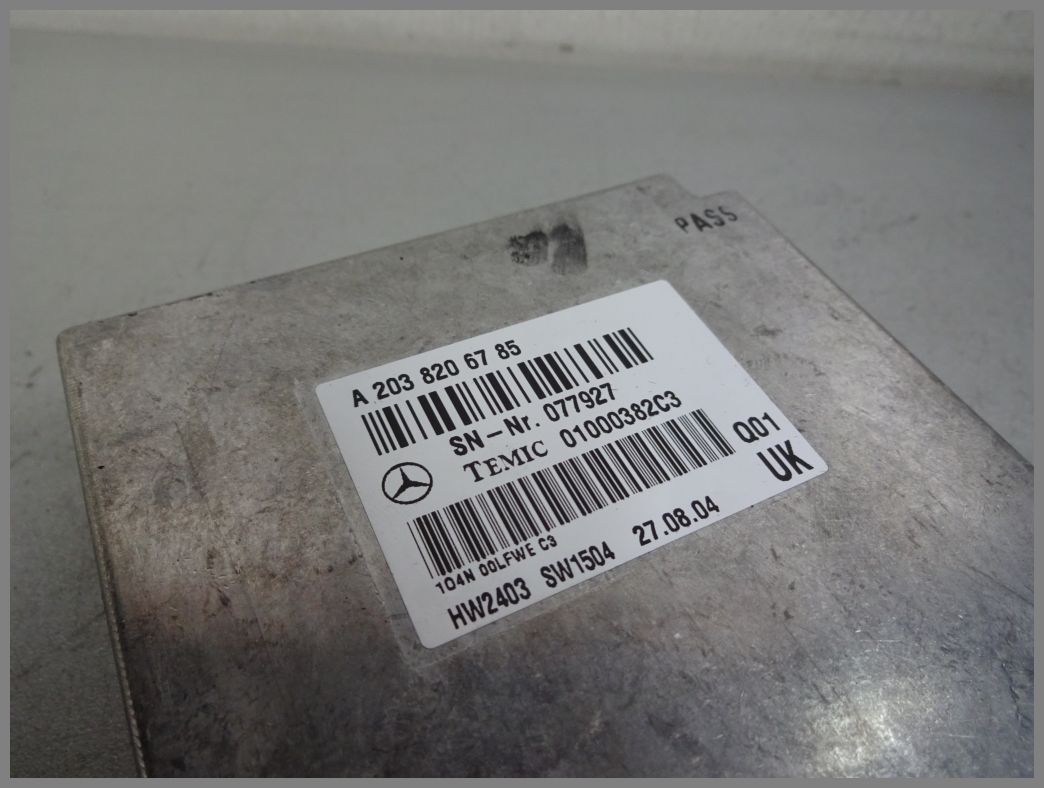 PASS
A 203 820 67 85
SN-Nr. 077927
TEMIC 01000382C3
Q01
UK
104N 00LFWE C3
HW2403 SW1504 27.08.04